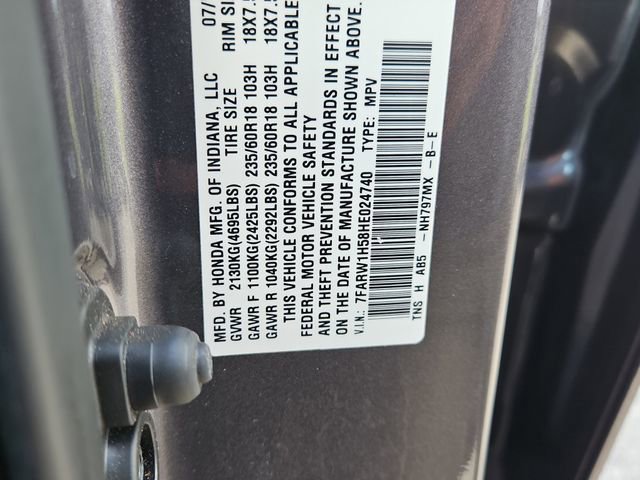 MFD. BY HONDA MFG. OF INDIANA, LLC 07/
GVWR 2130KG(4695LBS) TIRE SIZE RIM SI
GAWR F 1100KG(2425LBS) 235/60R18 103H 18X7.5
GAWR R 1040KG(2292LBS) 235/60R18 103H 18X7.5
THIS VEHICLE CONFORMS TO ALL APPLICABLE
FEDERAL MOTOR VEHICLE SAFETY
AND THEFT PREVENTION STANDARDS IN EFFECT
ON THE DATE OF MANUFACTURE SHOWN ABOVE.
V.I.N.: 7FARW1H58HE024740 TYPE: MPV
TNS H AB5 -NH797MX -B-E